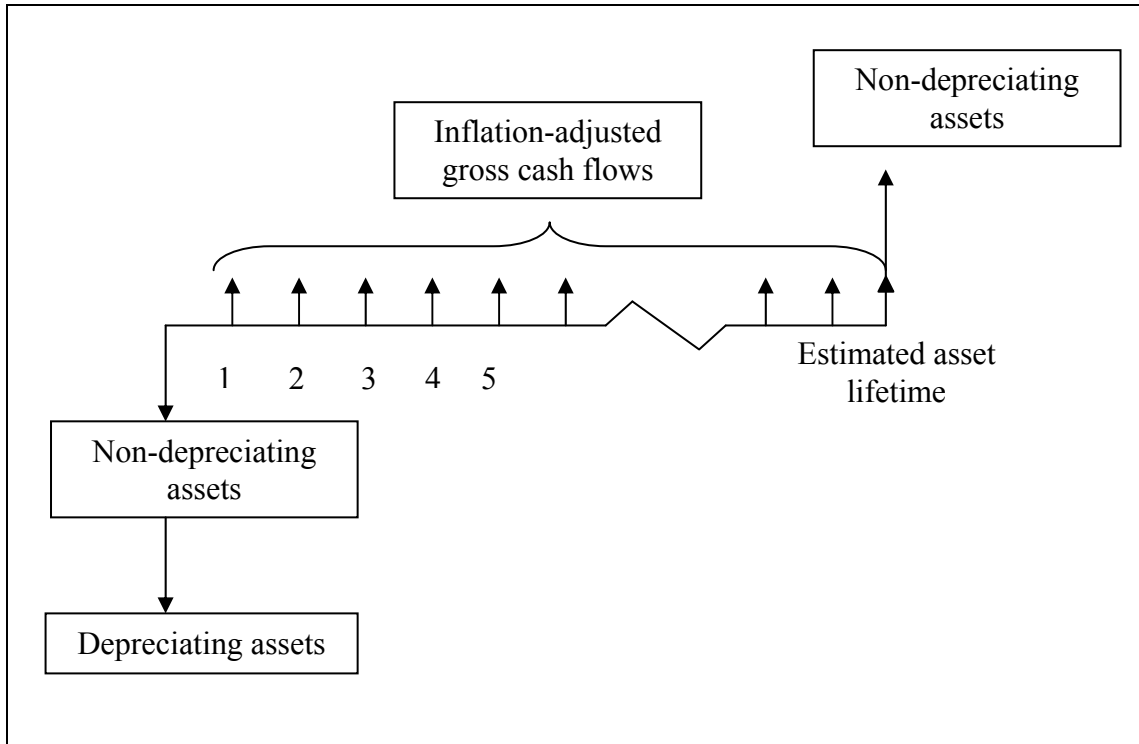 Non-depreciating
assets
Inflation-adjusted
gross cash flows
1 2 3 4 5
Estimated asset
lifetime
Non-depreciating
assets
Depreciating assets